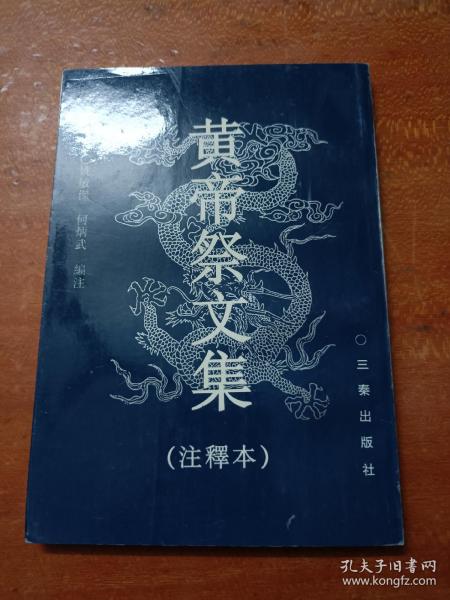 黄帝祭文集
(注釋本)
何炳武 編注
○三秦出版社
孔夫子旧书网
www.kongfz.com